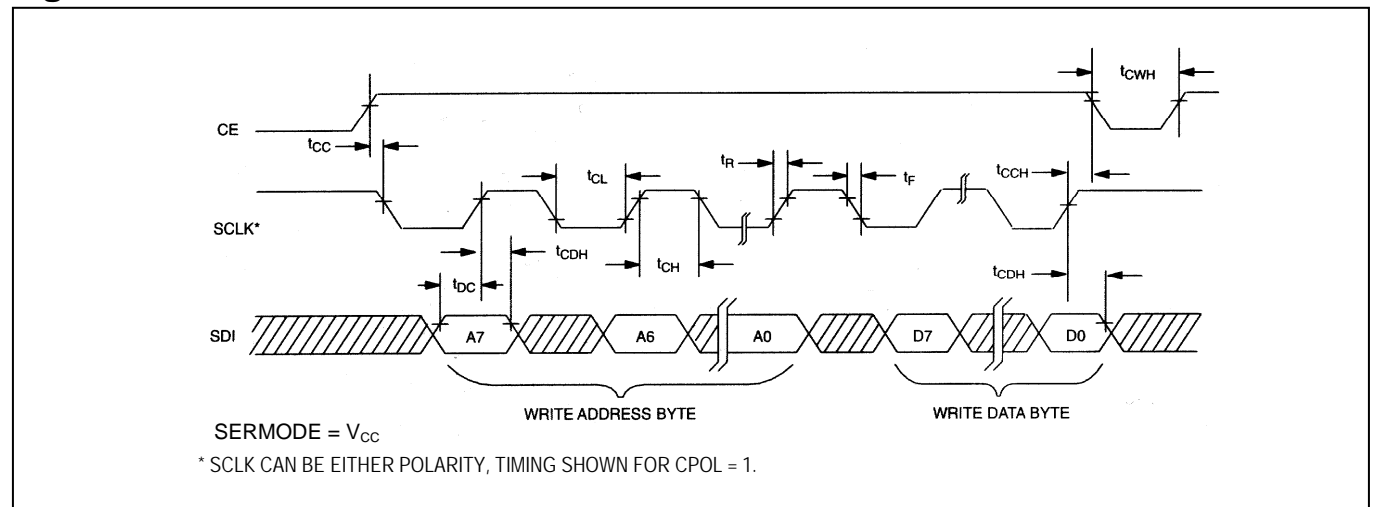 tCWH
CE
tCC
tR
tCL
tF
tCCH
SCLK*
tCDH
tCH
tCDH
tDC
SDI
A7
A6
A0
D7
D0
WRITE ADDRESS BYTE
WRITE DATA BYTE
SERMODE = VCC
* SCLK CAN BE EITHER POLARITY, TIMING SHOWN FOR CPOL = 1.